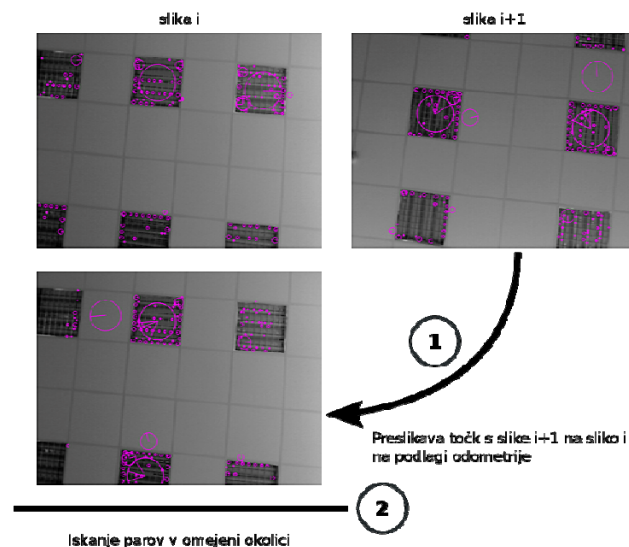 slika i
slika i+1
1
Preslikava točk s slike i+1 na sliko i
na podlagi odometrije
2
Iskanje parov v omejeni okolici